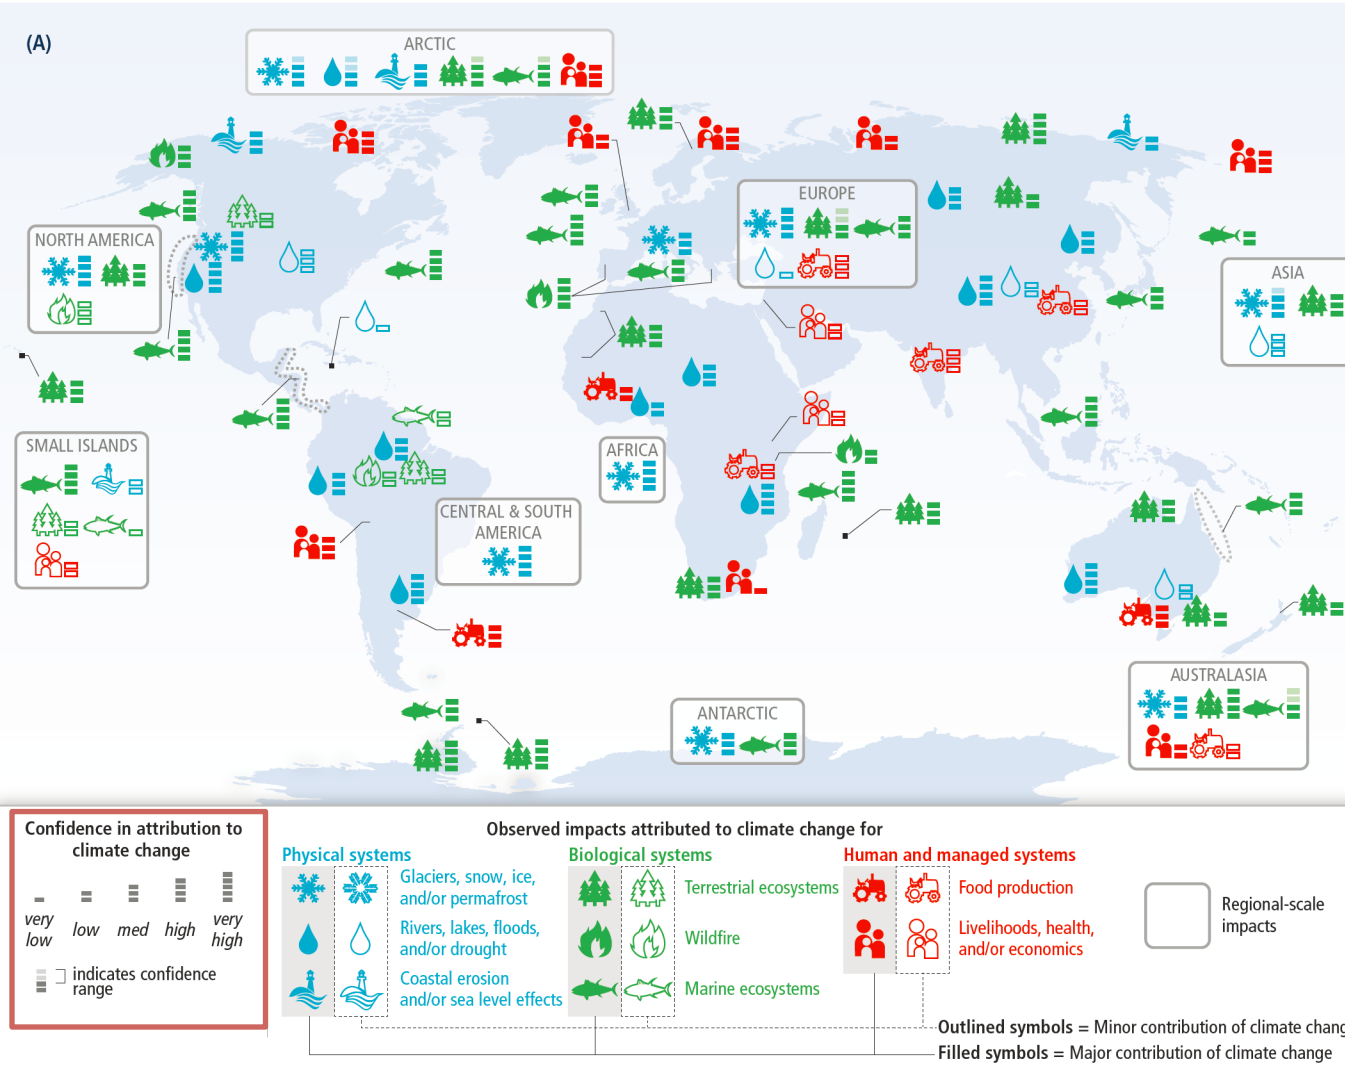 (A)
ARCTIC
EUROPE
NORTH AMERICA
ASIA
SMALL ISLANDS
AFRICA
CENTRAL & SOUTH
AMERICA
AUSTRALASIA
ANTARCTIC
Confidence in attribution to
climate change
very
low
low
med
high
very
high
indicates confidence
range
Observed impacts attributed to climate change for
Physical systems
Glaciers, snow, ice,
and/or permafrost
Rivers, lakes, floods,
and/or drought
Coastal erosion
and/or sea level effects
Biological systems
Terrestrial ecosystems
Wildfire
Marine ecosystems
Human and managed systems
Food production
Livelihoods, health,
and/or economics
Regional-scale
impacts
Outlined symbols = Minor contribution of climate chang
Filled symbols = Major contribution of climate change